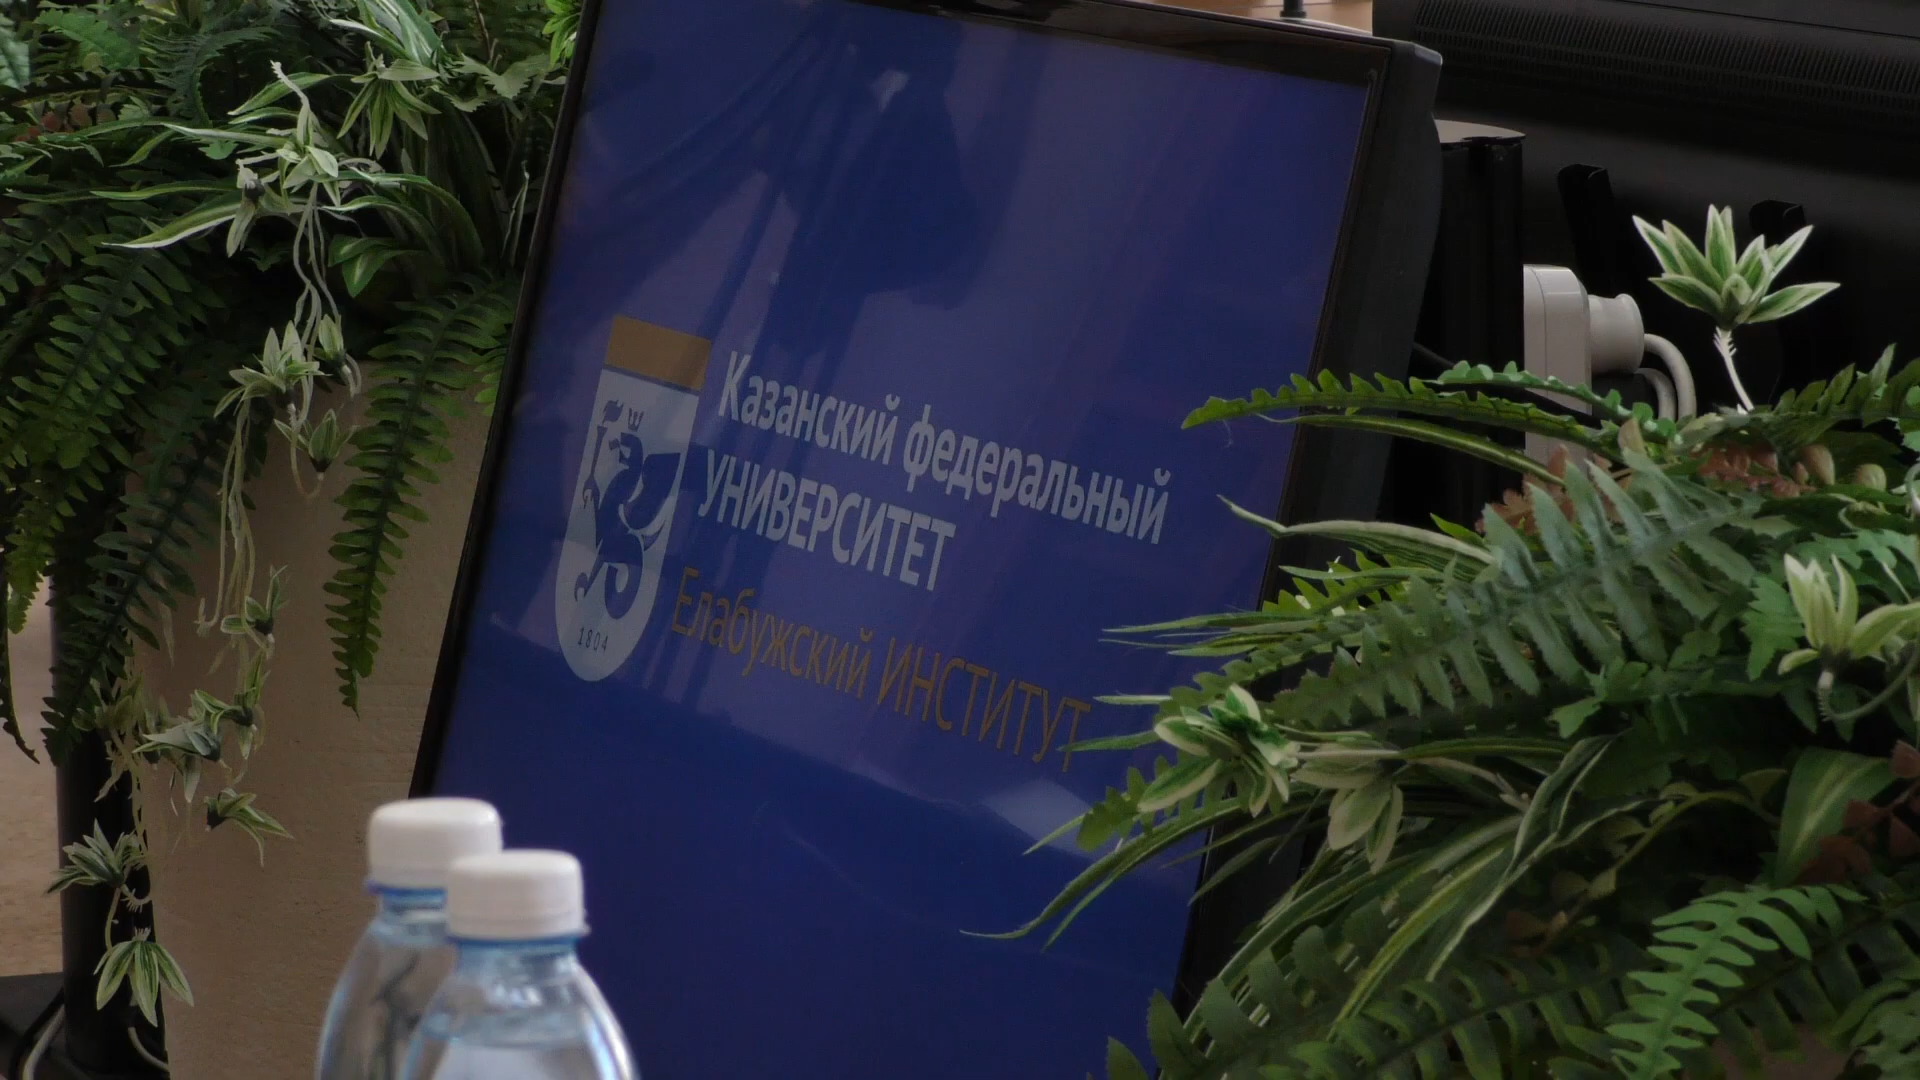 Казанский федеральный
УНИВЕРСИТЕТ
Елабужский ИНСТИТУТ
1804